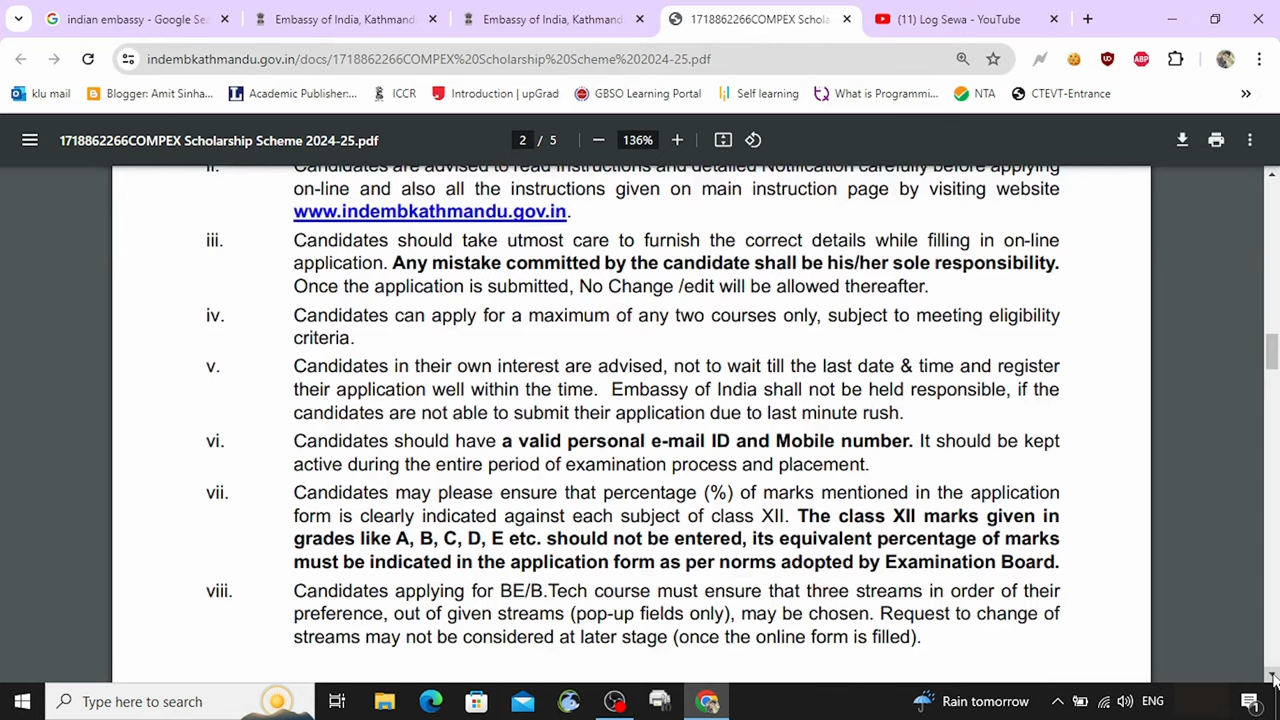 indian embassy - Google Se
Embassy of India, Kathmand
Embassy of India, Kathmand
1718862266COMPEX Schola
(11) Log Sewa - YouTube
indembkathmandu.gov.in/docs/1718862266COMPEX%20Scholarship%20Scheme%202024-25.pdf
klu mail
Blogger: Amit Sinha...
Academic Publisher:...
ICCR
Introduction | upGrad
GBSO Learning Portal
Self learning
What is Programmi...
NTA
CTEVT-Entrance
1718862266COMPEX Scholarship Scheme 2024-25.pdf
2 / 5
136%
ii. Candidates are advised to read instructions and detailed Notification carefully before applying
on-line and also all the instructions given on main instruction page by visiting website
www.indembkathmandu.gov.in.
iii. Candidates should take utmost care to furnish the correct details while filling in on-line
application. Any mistake committed by the candidate shall be his/her sole responsibility.
Once the application is submitted, No Change /edit will be allowed thereafter.
iv. Candidates can apply for a maximum of any two courses only, subject to meeting eligibility
criteria.
v. Candidates in their own interest are advised, not to wait till the last date & time and register
their application well within the time. Embassy of India shall not be held responsible, if the
candidates are not able to submit their application due to last minute rush.
vi. Candidates should have a valid personal e-mail ID and Mobile number. It should be kept
active during the entire period of examination process and placement.
vii. Candidates may please ensure that percentage (%) of marks mentioned in the application
form is clearly indicated against each subject of class XII. The class XII marks given in
grades like A, B, C, D, E etc. should not be entered, its equivalent percentage of marks
must be indicated in the application form as per norms adopted by Examination Board.
viii. Candidates applying for BE/B.Tech course must ensure that three streams in order of their
preference, out of given streams (pop-up fields only), may be chosen. Request to change of
streams may not be considered at later stage (once the online form is filled).
Type here to search
Rain tomorrow
ENG